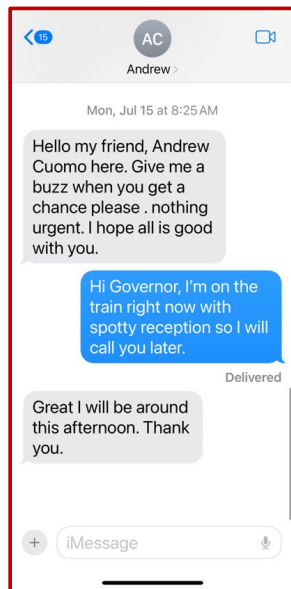 15
AC
Andrew
Mon, Jul 15 at 8:25 AM
Hello my friend, Andrew
Cuomo here. Give me a
buzz when you get a
chance please . nothing
urgent. I hope all is good
with you.
Hi Governor, I'm on the
train right now with
spotty reception so I will
call you later.
Delivered
Great I will be around
this afternoon. Thank
you.
iMessage